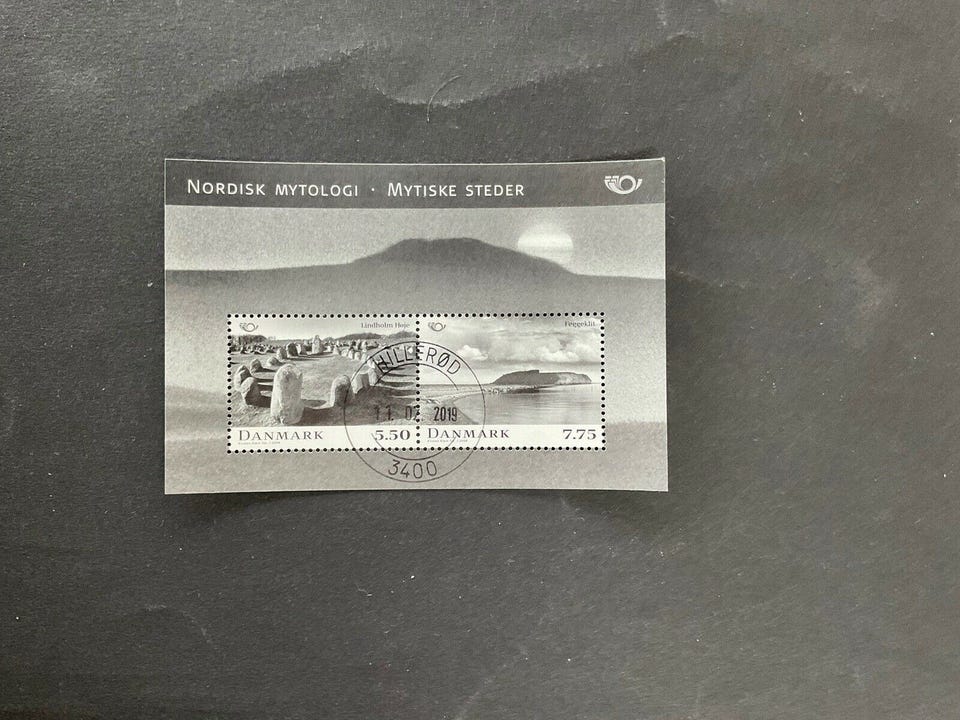 NORDISK MYTOLOGI · MYTISKE STEDER
Lindholm Høje
Feggeklit
HILLERØD
2019
DANMARK 5.50
DANMARK 7.75
3400